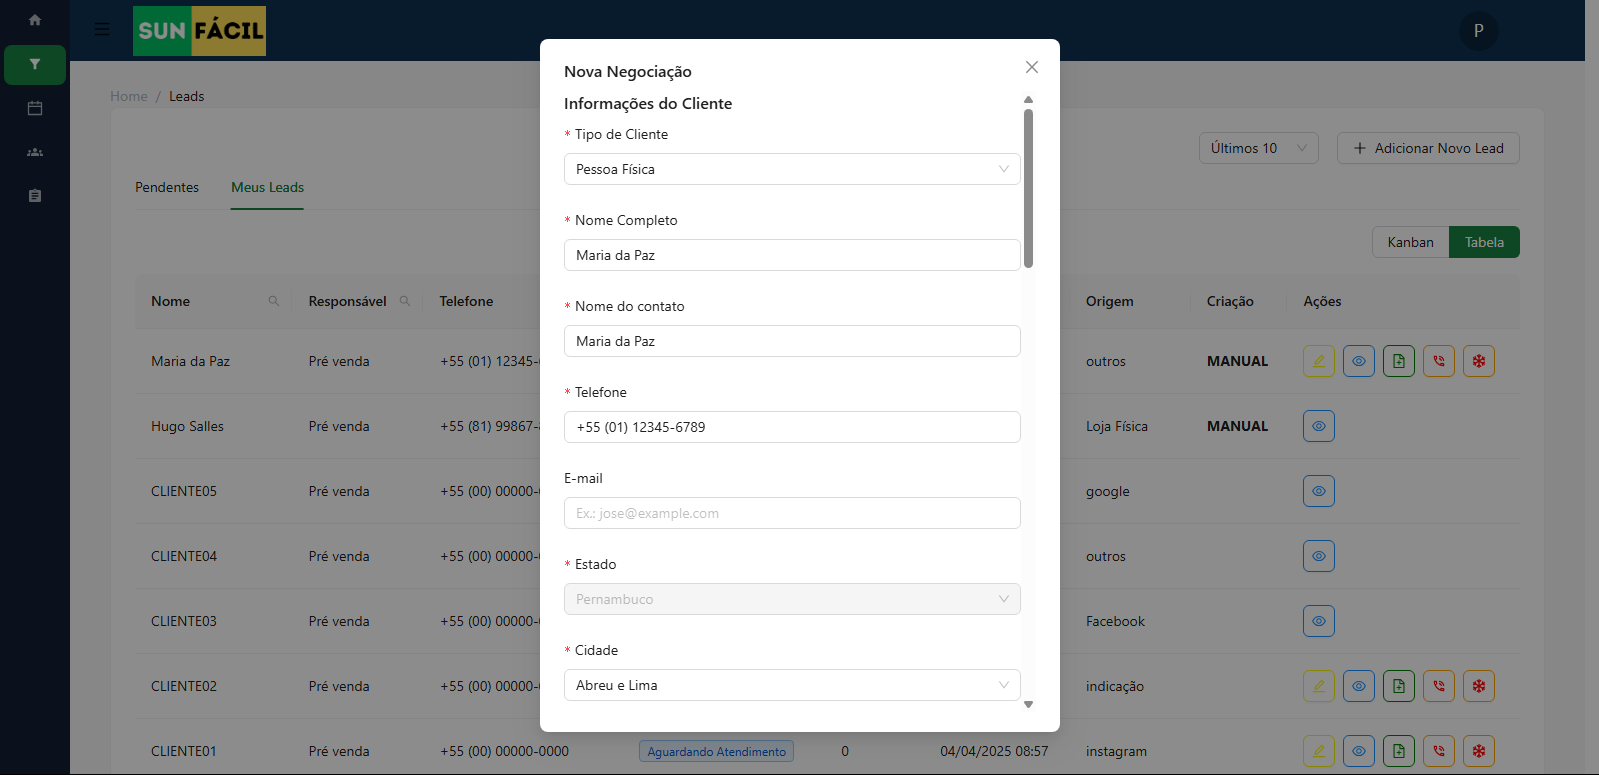 SUN FÁCIL
P
Home / Leads
Últimos 10
Adicionar Novo Lead
Pendentes
Meus Leads
Kanban
Tabela
Nova Negociação
Informações do Cliente
* Tipo de Cliente
Pessoa Física
* Nome Completo
Maria da Paz
* Nome do contato
Maria da Paz
* Telefone
+55 (01) 12345-6789
E-mail
Ex.: jose@example.com
* Estado
Pernambuco
* Cidade
Abreu e Lima
Nome Responsável Telefone Origem Criação Ações
Maria da Paz Pré venda +55 (01) 12345- outros MANUAL
Hugo Salles Pré venda +55 (81) 99867- Loja Física MANUAL
CLIENTE05 Pré venda +55 (00) 00000- google
CLIENTE04 Pré venda +55 (00) 00000- outros
CLIENTE03 Pré venda +55 (00) 00000- Facebook
CLIENTE02 Pré venda +55 (00) 00000- indicação
CLIENTE01 Pré venda +55 (00) 00000-0000 Aguardando Atendimento 0 04/04/2025 08:57 instagram